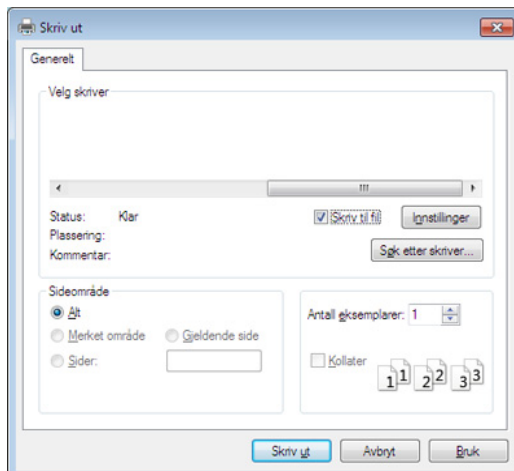 Skriv ut
Generelt
Velg skriver
Status: Klar
Skriv til fil
Innstillinger
Plassering:
Kommentar:
Søk etter skriver...
Sideområde
Alt
Merket område
Gjeldende side
Sider:
Antall eksemplarer: 1
Kollater
1 1 2 2 3 3
Skriv ut
Avbryt
Bruk